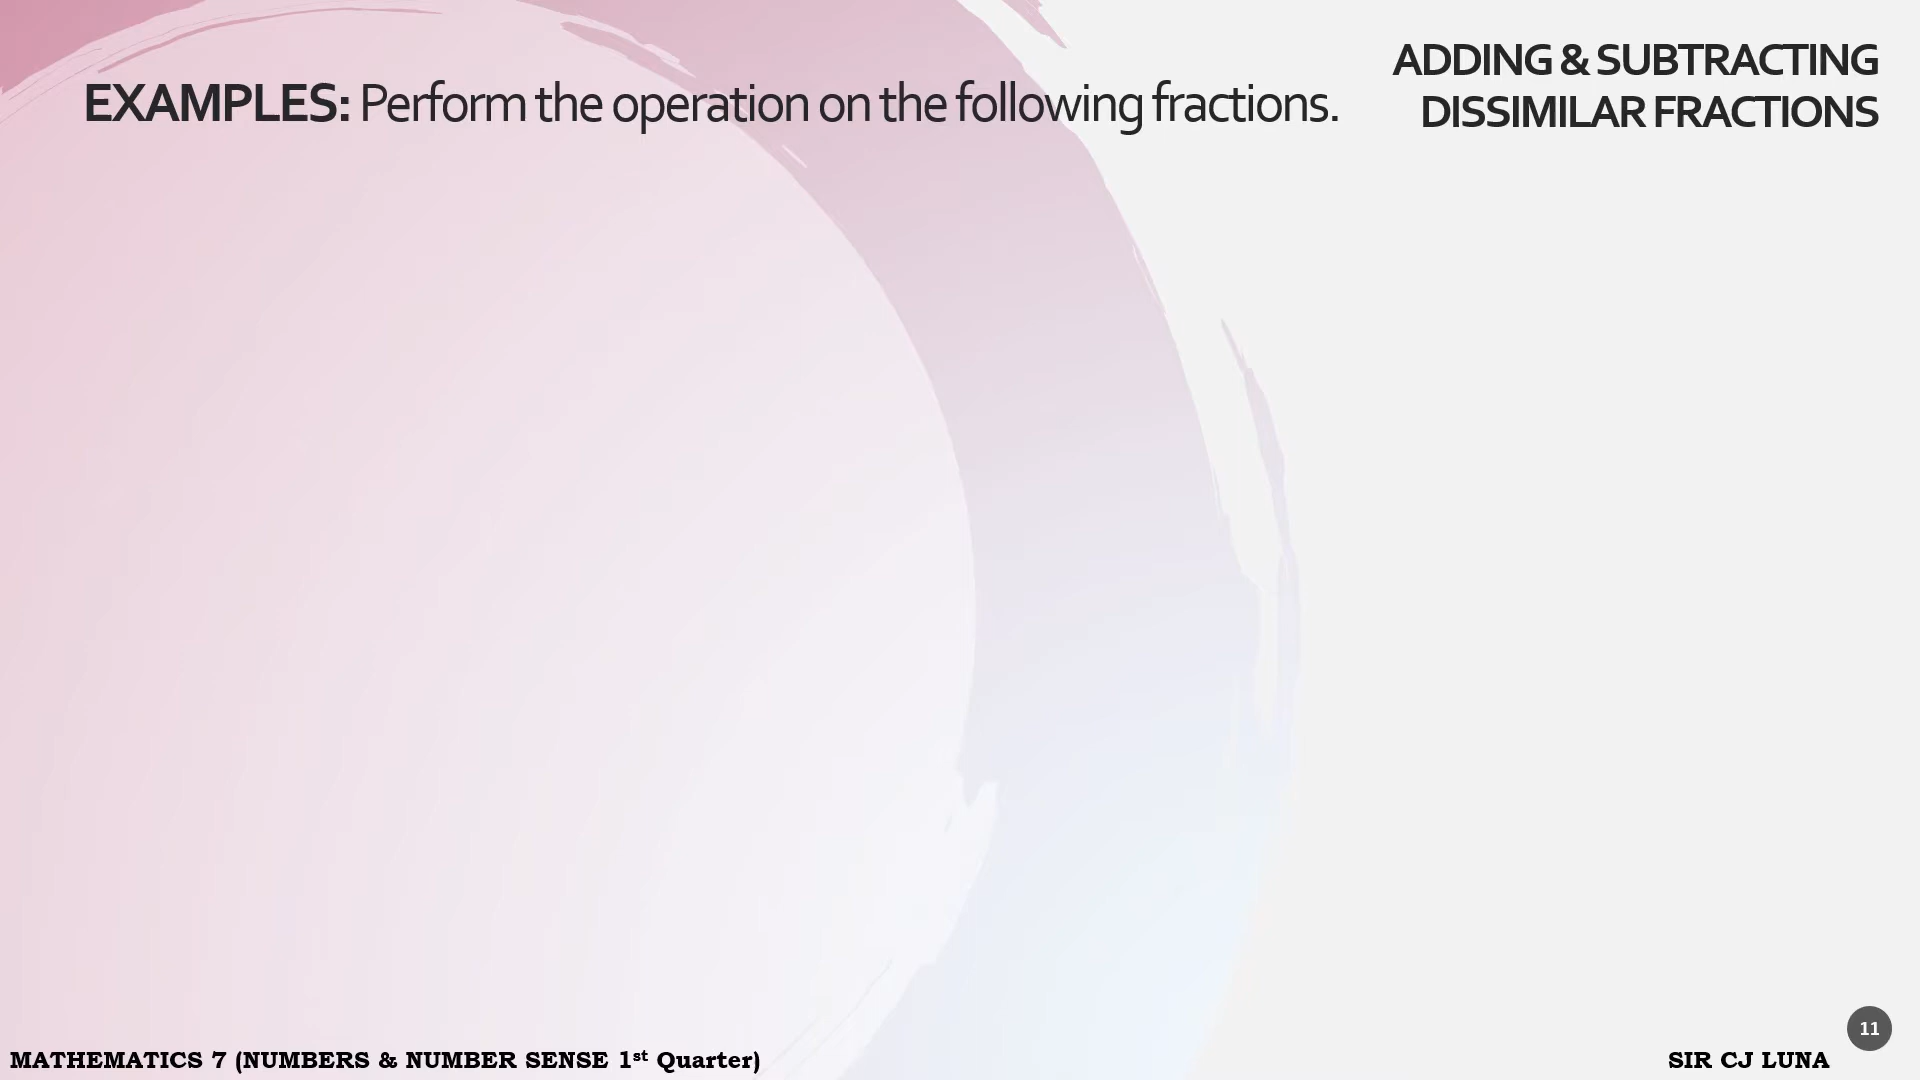 ADDING & SUBTRACTING
DISSIMILAR FRACTIONS
EXAMPLES: Perform the operation on the following fractions.
11
MATHEMATICS 7 (NUMBERS & NUMBER SENSE 1st Quarter)
SIR CJ LUNA